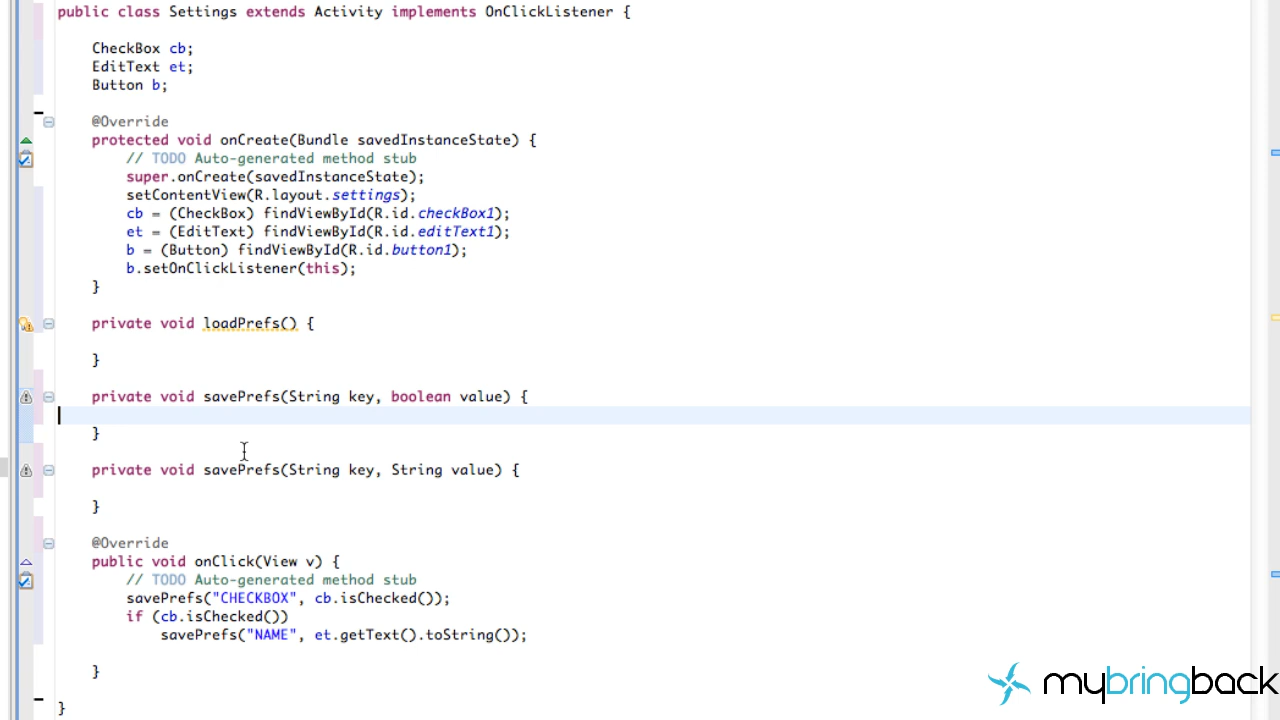 public class Settings extends Activity implements OnClickListener {
CheckBox cb;
EditText et;
Button b;
@Override
protected void onCreate(Bundle savedInstanceState) {
// TODO Auto-generated method stub
super.onCreate(savedInstanceState);
setContentView(R.layout.settings);
cb = (CheckBox) findViewById(R.id.checkBox1);
et = (EditText) findViewById(R.id.editText1);
b = (Button) findViewById(R.id.button1);
b.setOnClickListener(this);
}
private void loadPrefs() {
}
private void savePrefs(String key, boolean value) {
}
private void savePrefs(String key, String value) {
}
@Override
public void onClick(View v) {
// TODO Auto-generated method stub
savePrefs("CHECKBOX", cb.isChecked());
if (cb.isChecked())
savePrefs("NAME", et.getText().toString());
}
}
mybringback